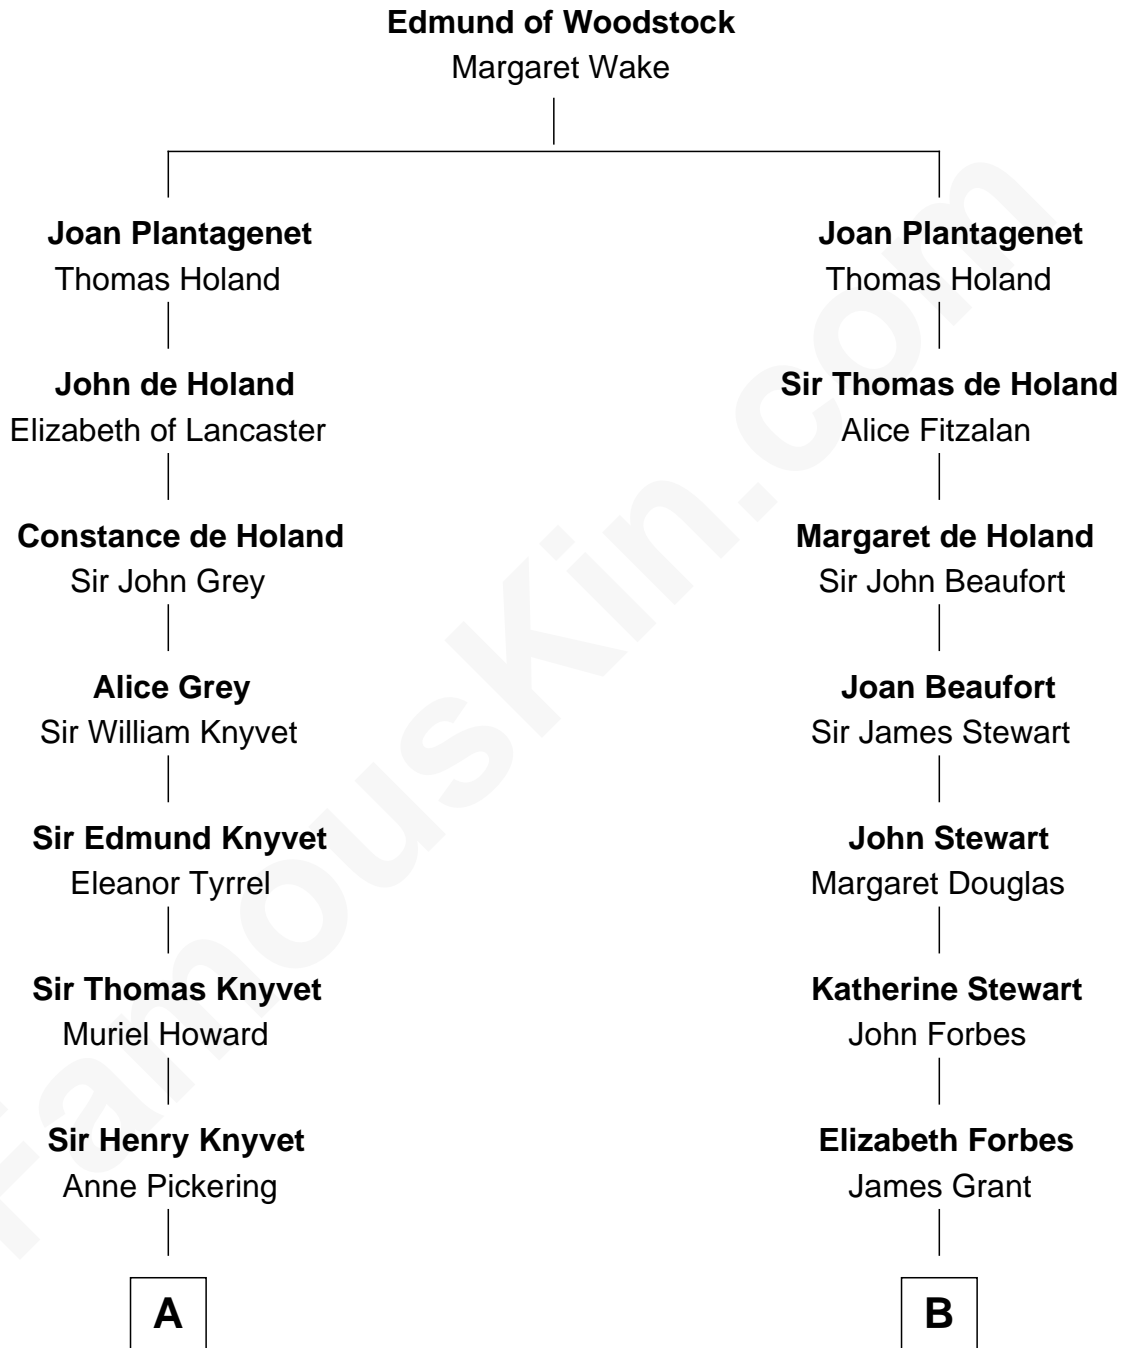 Edmund of Woodstock
Margaret Wake
Joan Plantagenet
Thomas Holand
John de Holand
Elizabeth of Lancaster
Constance de Holand
Sir John Grey
Alice Grey
Sir William Knyvet
Sir Edmund Knyvet
Eleanor Tyrrel
Sir Thomas Knyvet
Muriel Howard
Sir Henry Knyvet
Anne Pickering
A
Joan Plantagenet
Thomas Holand
Sir Thomas de Holand
Alice Fitzalan
Margaret de Holand
Sir John Beaufort
Joan Beaufort
Sir James Stewart
John Stewart
Margaret Douglas
Katherine Stewart
John Forbes
Elizabeth Forbes
James Grant
B
FamousKin.com